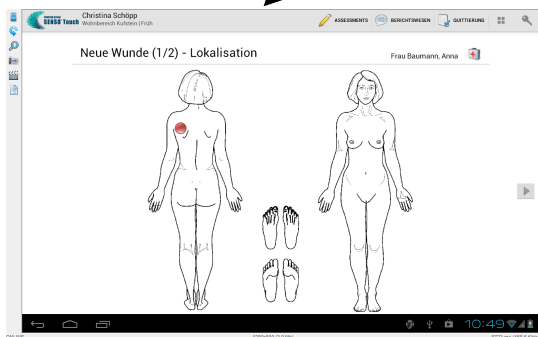 SENSO Touch
Christina Schöpp
Wohnbereich Kufstein | Früh
ASSESSMENTS
BERICHTSWESEN
QUITTIERUNG
Neue Wunde (1/2) - Lokalisation
Frau Baumann, Anna
10:49